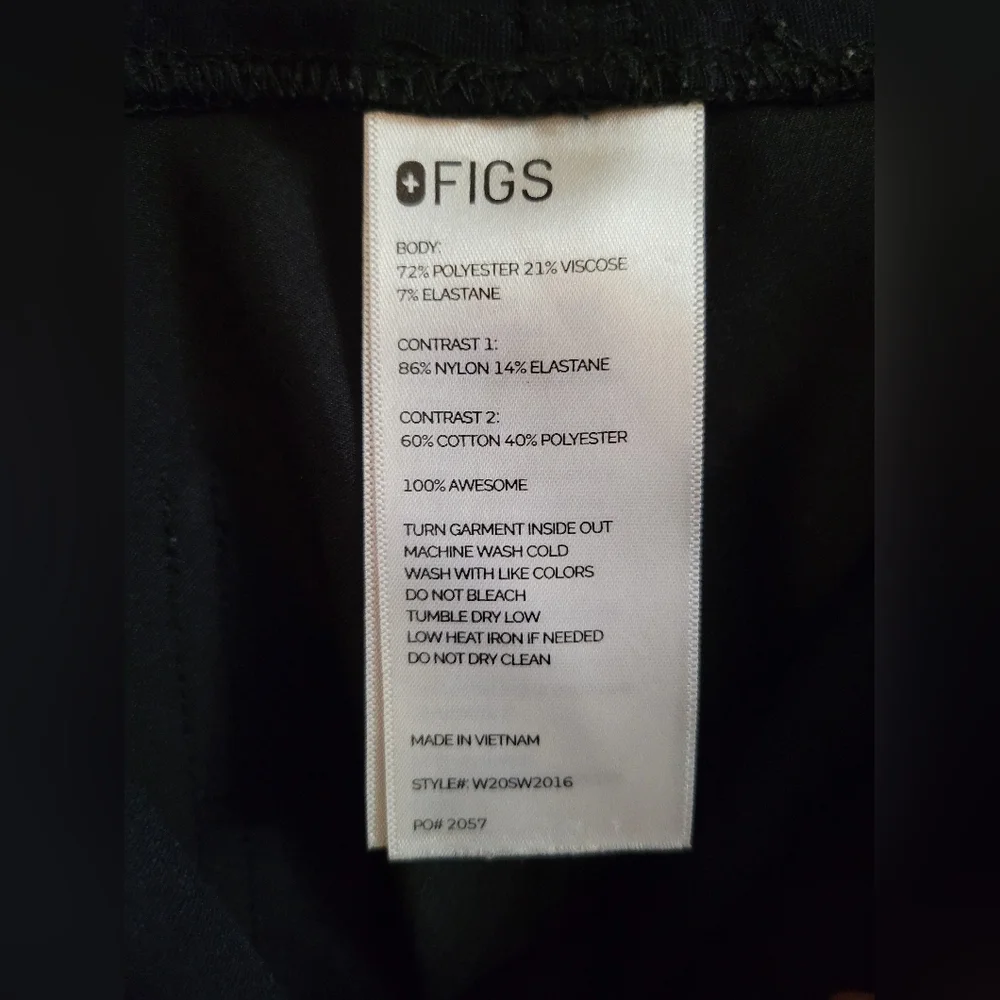 FIGS
BODY:
72% POLYESTER 21% VISCOSE
7% ELASTANE
CONTRAST 1:
86% NYLON 14% ELASTANE
CONTRAST 2:
60% COTTON 40% POLYESTER
100% AWESOME
TURN GARMENT INSIDE OUT
MACHINE WASH COLD
WASH WITH LIKE COLORS
DO NOT BLEACH
TUMBLE DRY LOW
LOW HEAT IRON IF NEEDED
DO NOT DRY CLEAN
MADE IN VIETNAM
STYLE#: W20SW2016
PO# 2057